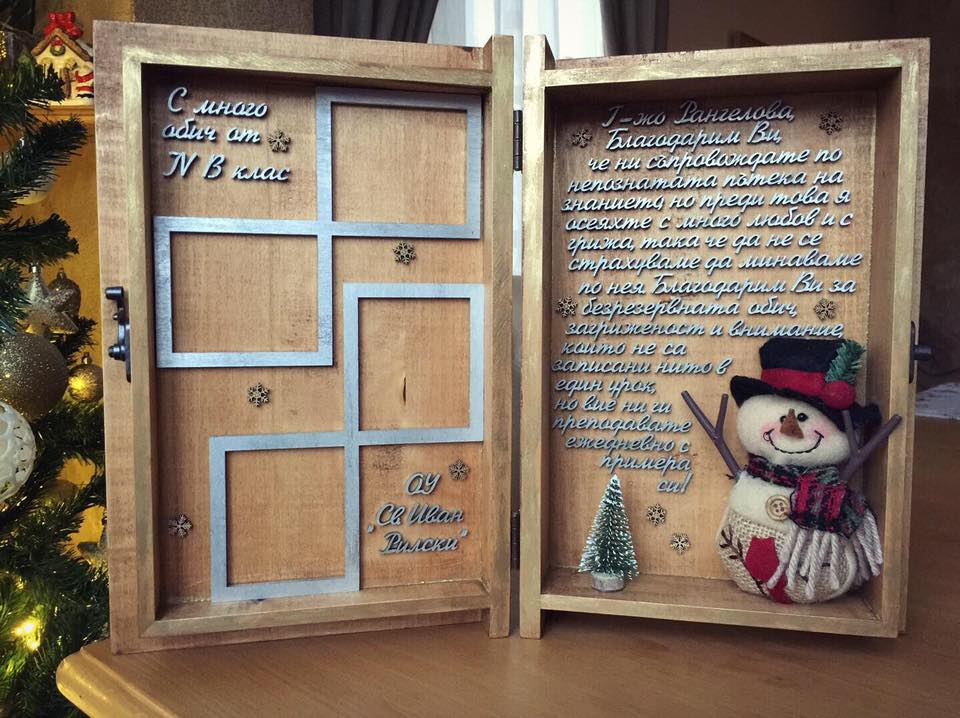 С много
обич от
IV В клас
ОУ
"Св. Иван
Рилски"
Г-жо Рангелова,
Благодарим Ви,
че ни съпровождате по
непознатата пътека на
знанието, но преди това я
осеяхте с много любов и с
грижа, така че да не се
страхуваме да минаваме
по нея Благодарим Ви за
безрезервната обич,
загриженост и внимание,
които не са
записани нито в
един урок,
но вие ни ги
преподавате
ежедневно с
примера
си!